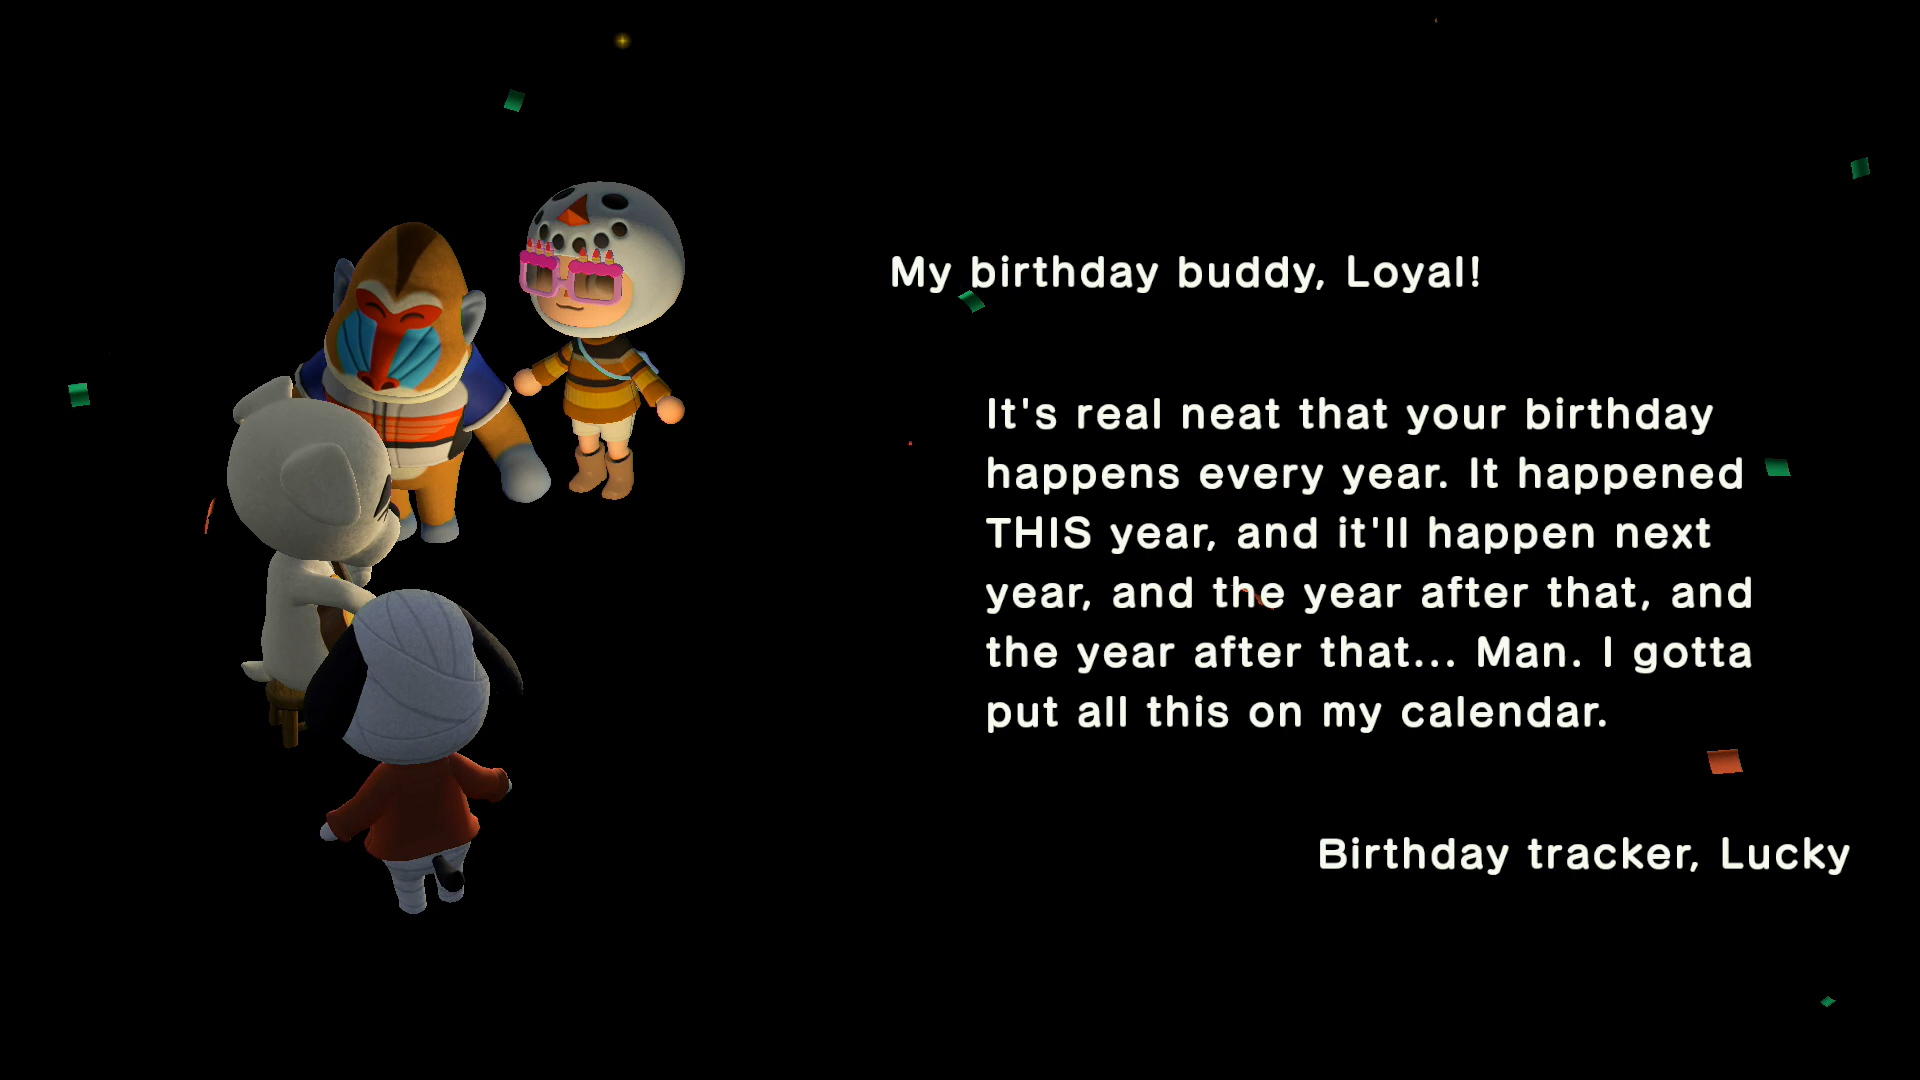 My birthday buddy, Loyal!
It's real neat that your birthday
happens every year. It happened
THIS year, and it'll happen next
year, and the year after that, and
the year after that... Man. I gotta
put all this on my calendar.
Birthday tracker, Lucky